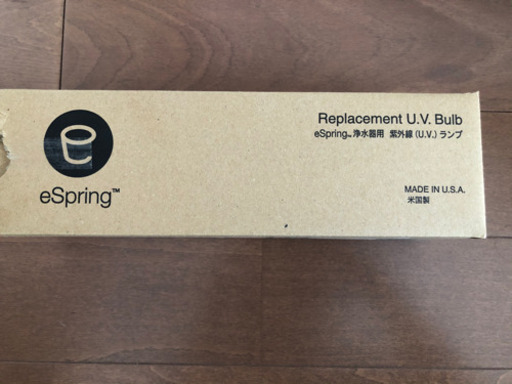 eSpring™
Replacement U.V. Bulb
eSpring™浄水器用 紫外線 (U.V.) ランプ
MADE IN U.S.A.
米国製